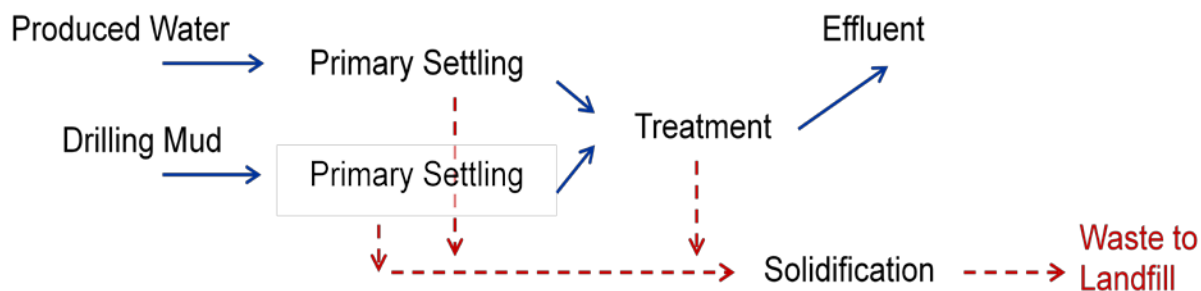 Produced Water
Effluent
Primary Settling
Treatment
Drilling Mud
Primary Settling
Solidification
Waste to
Landfill